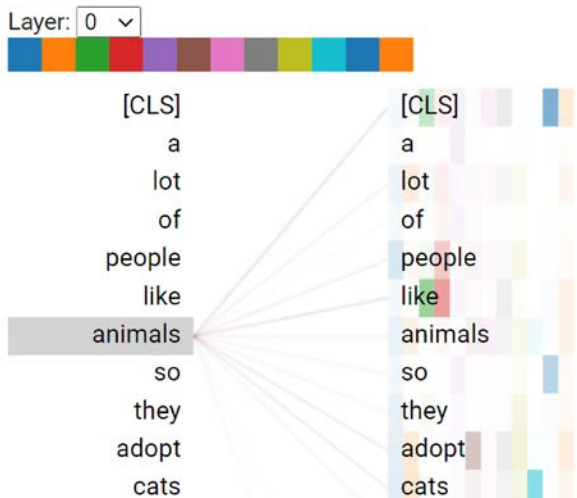 Layer: 0
[CLS] [CLS]
a a
lot lot
of of
people people
like like
animals animals
so so
they they
adopt adopt
cats cats